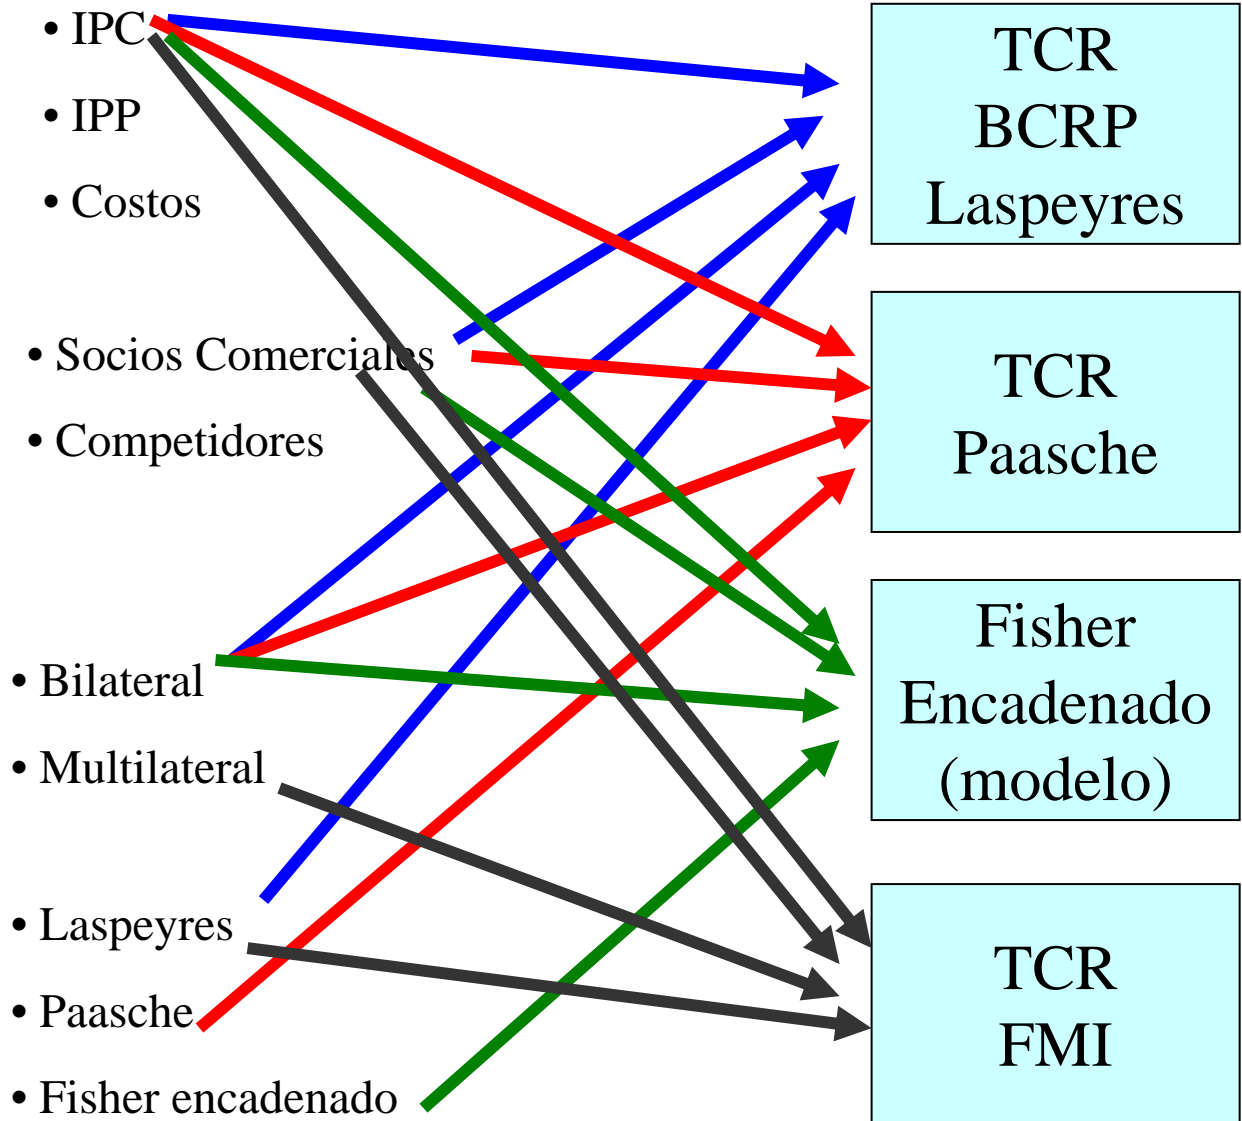 • IPC
• IPP
• Costos
• Socios Comerciales
• Competidores
• Bilateral
• Multilateral
• Laspeyres
• Paasche
• Fisher encadenado
TCR
BCRP
Laspeyres
TCR
Paasche
Fisher
Encadenado
(modelo)
TCR
FMI